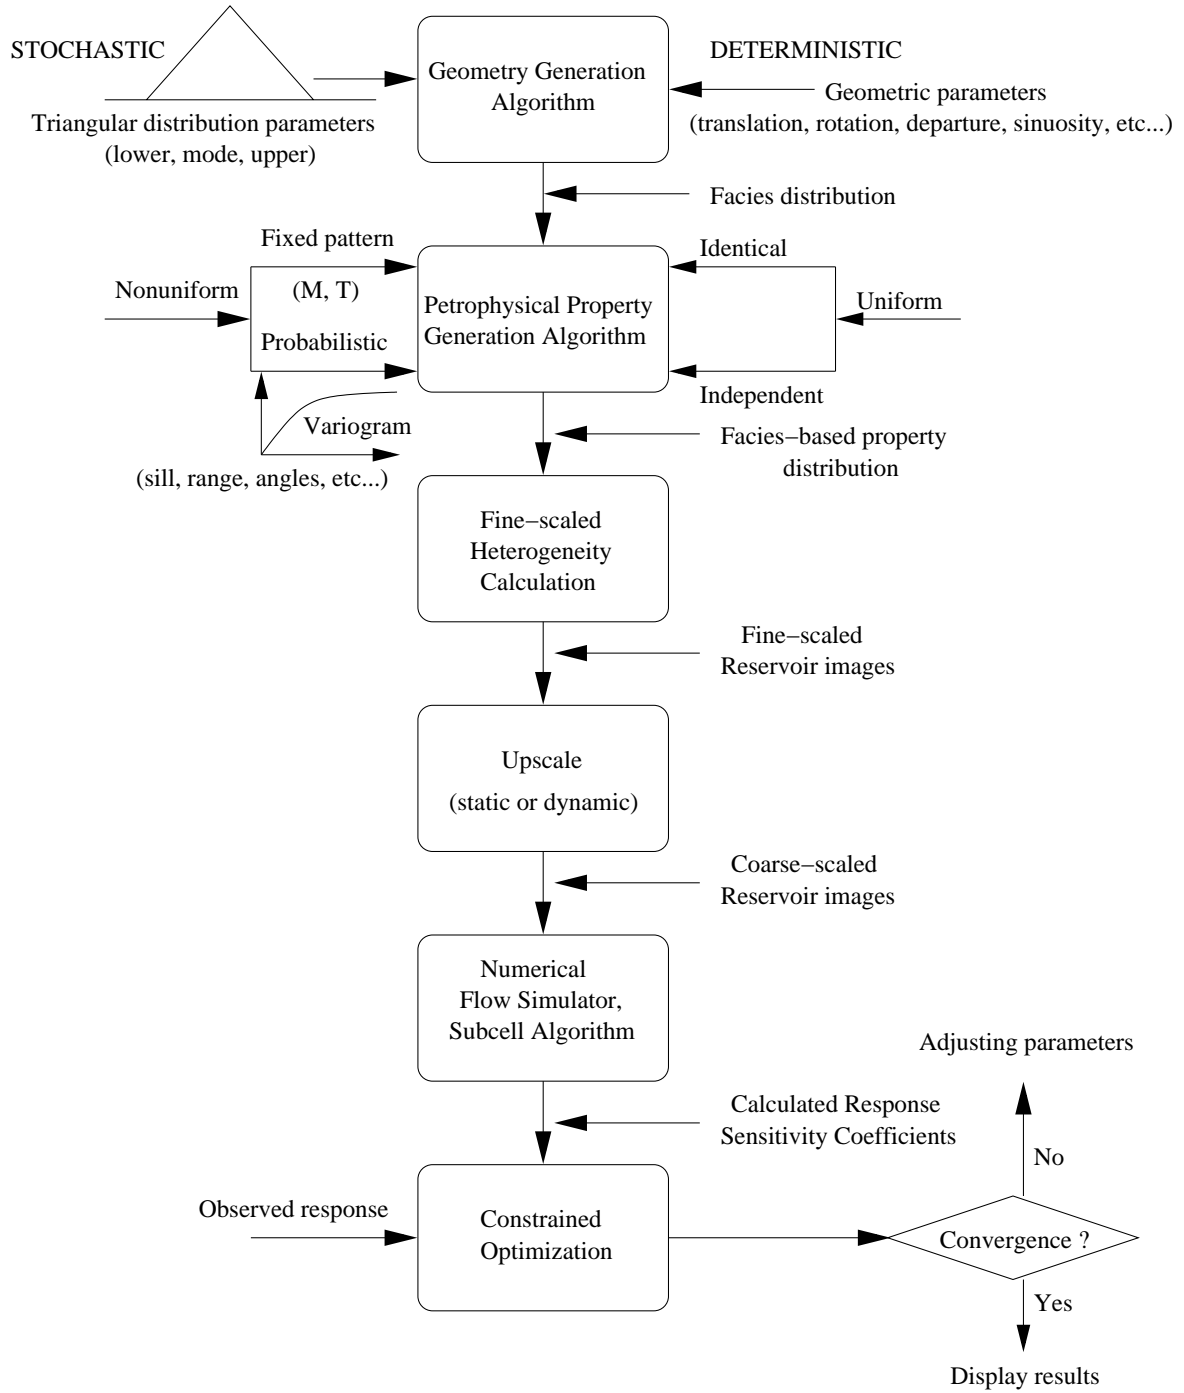 STOCHASTIC
Triangular distribution parameters
(lower, mode, upper)
Geometry Generation
Algorithm
DETERMINISTIC
Geometric parameters
(translation, rotation, departure, sinuosity, etc...)
Facies distribution
Nonuniform
Fixed pattern
(M, T)
Probabilistic
Variogram
(sill, range, angles, etc...)
Petrophysical Property
Generation Algorithm
Identical
Uniform
Independent
Facies−based property
distribution
Fine−scaled
Heterogeneity
Calculation
Fine−scaled
Reservoir images
Upscale
(static or dynamic)
Coarse−scaled
Reservoir images
Numerical
Flow Simulator,
Subcell Algorithm
Calculated Response
Sensitivity Coefficients
Observed response
Constrained
Optimization
Adjusting parameters
No
Convergence ?
Yes
Display results